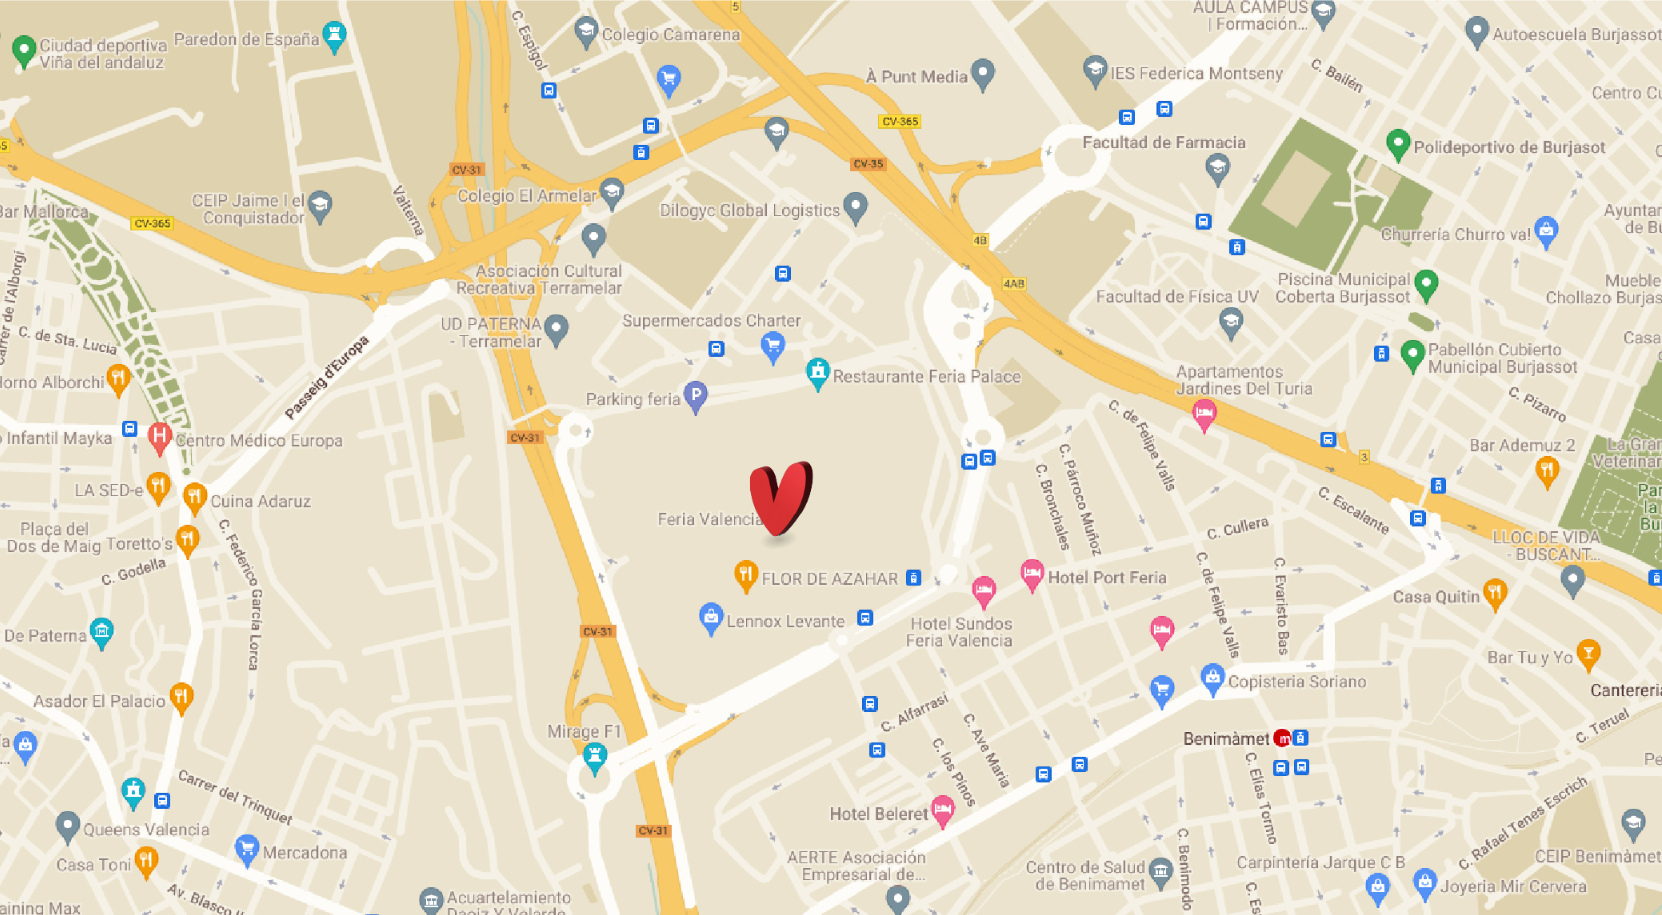 5
AULA CAMPUS
| Formación...
C. Espigol
Paredon de España
Colegio Camarena
Autoescuela Burjassot
Ciudad deportiva
Viña del andaluz
À Punt Media
IES Federica Montseny
C. Bailén
Centro Cu
CV-365
Facultad de Farmacia
Polideportivo de Burjasot
CV-35
CV-31
Valterna
CEIP Jaime I el
Conquistador
Colegio El Armelar
Bar Mallorca
CV-365
Dilogyc Global Logistics
Ayuntar
de Bu
Churrería Churro va!
4B
Asociación Cultural
Recreativa Terramelar
4AB
Facultad de Física UV
Piscina Municipal
Coberta Burjassot
Mueble
Chollazo Burjas
Carrer de l'Alborgí
C. de Sta. Lucia
UD PATERNA
- Terramelar
Supermercados Charter
Pabellón Cubierto
Municipal Burjassot
Casa
Horno Alborchi
Passeig d'Europa
Parking feria
P
Restaurante Feria Palace
Apartamentos
Jardines Del Turia
C. Pizarro
o Infantil Mayka
H
Centro Médico Europa
CV-31
C. de Felipe Valls
3
Bar Ademuz 2
La Gran
Veterinar
LA SED-e
Cuina Adaruz
C. Bronchales
C. Párroco Muñoz
C. Escalante
Par
la
Bu
Feria Valencia
C. Cullera
Plaça del
Dos de Maig
Toretto's
C. Godella
C. Federico García Lorca
LLOC DE VIDA
- BUSCANT...
FLOR DE AZAHAR
Hotel Port Feria
C. de Felipe Valls
C. Evaristo Bas
Casa Quitin
De Paterna
Lennox Levante
Hotel Sundos
Feria Valencia
CV-31
Bar Tu y Yo
Asador El Palacio
Copisteria Soriano
Cantereria
Mirage F1
C. Alfarrasi
C. Ave Maria
C. los Pinos
Benimàmet
m
C. Teruel
Carrer del Trinquet
C. Elías Tormo
Hotel Beleret
C. Rafael Tenes Escrich
Queens Valencia
CV-31
Casa Toni
Mercadona
AERTE Asociación
Empresarial de...
Centro de Salud
de Benimamet
C. Benimodo
Carpintería Jarque C B
CEIP Benimàmet
Av. Blasco
Acuartelamiento
Daoiz Y Velarde
C. Es
Joyeria Mir Cervera
aining Max